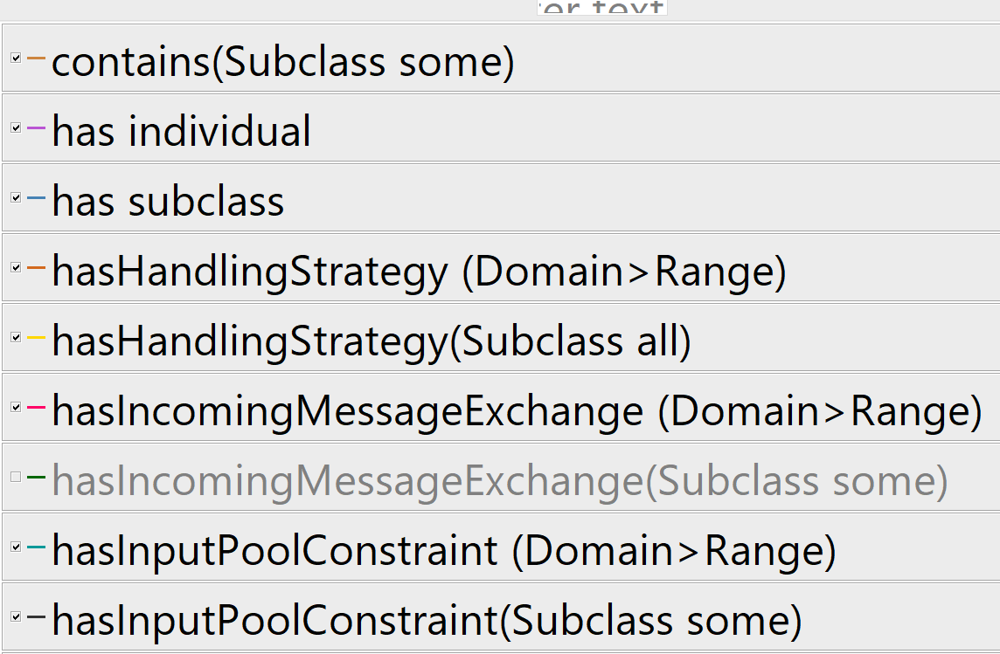 contains(Subclass some)
has individual
has subclass
hasHandlingStrategy (Domain>Range)
hasHandlingStrategy(Subclass all)
hasIncomingMessageExchange (Domain>Range)
hasIncomingMessageExchange(Subclass some)
hasInputPoolConstraint (Domain>Range)
hasInputPoolConstraint(Subclass some)